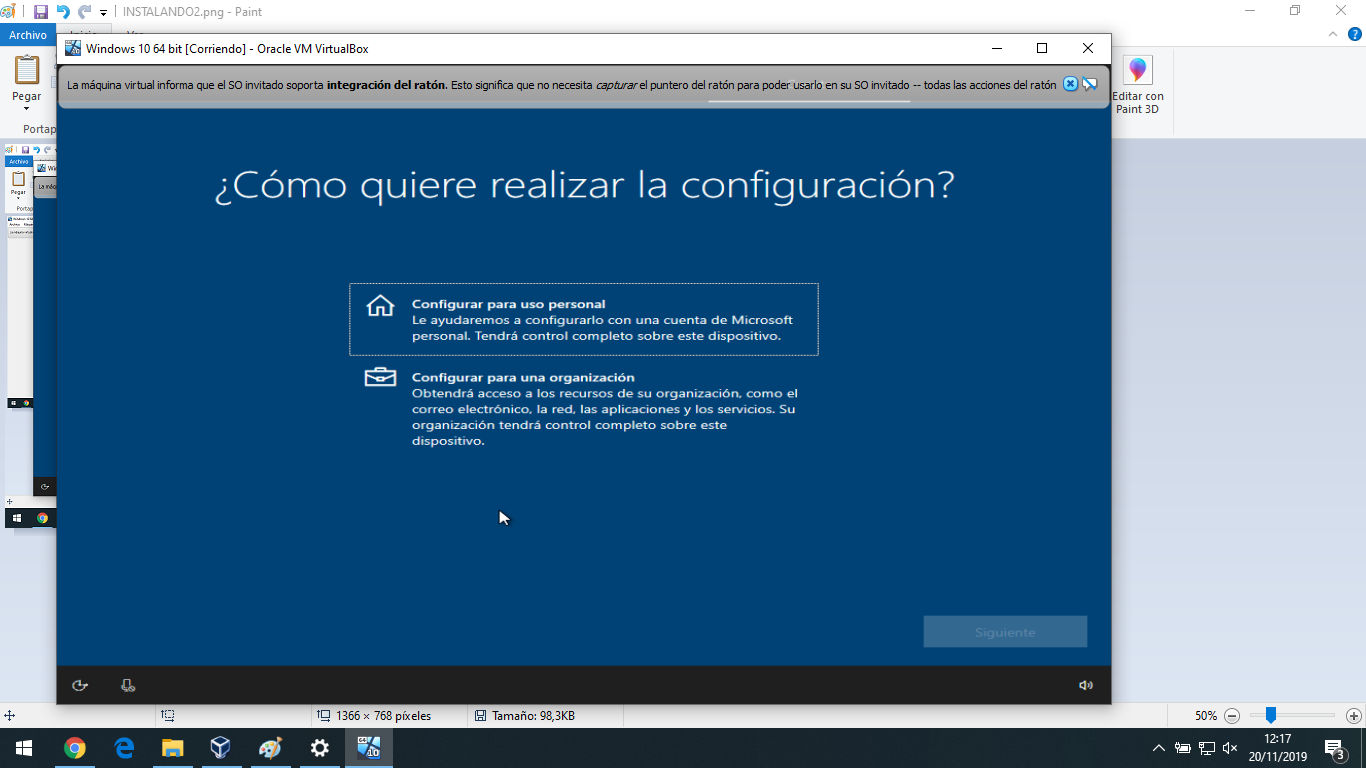 INSTALANDO2.png - Paint
Archivo
Windows 10 64 bit [Corriendo] - Oracle VM VirtualBox
La máquina virtual informa que el SO invitado soporta integración del ratón. Esto significa que no necesita capturar el puntero del ratón para poder usarlo en su SO invitado -- todas las acciones del ratón
Pegar
Portap
Editar con
Paint 3D
¿Cómo quiere realizar la configuración?
Configurar para uso personal
Le ayudaremos a configurarlo con una cuenta de Microsoft
personal. Tendrá control completo sobre este dispositivo.
Configurar para una organización
Obtendrá acceso a los recursos de su organización, como el
correo electrónico, la red, las aplicaciones y los servicios. Su
organización tendrá control completo sobre este
dispositivo.
Siguiente
Archivo
Pegar
Portap
1366 × 768 píxeles
Tamaño: 98,3KB
50%
64
10
12:17
20/11/2019
3